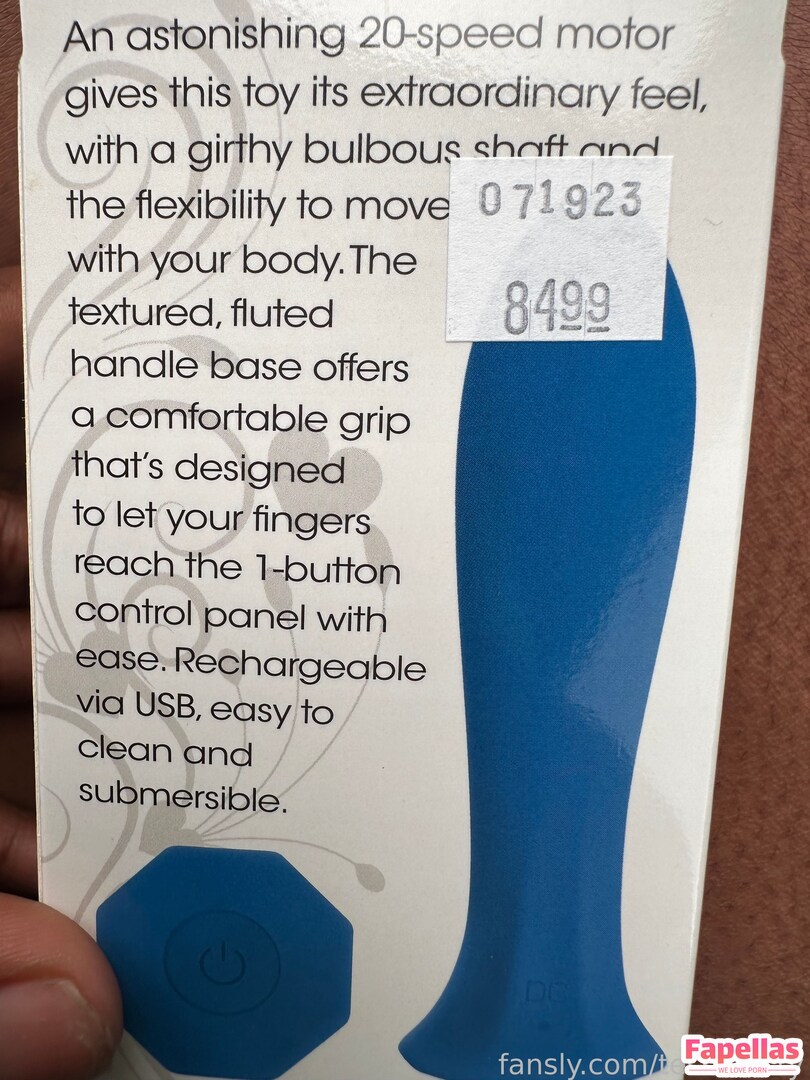 An astonishing 20-speed motor
gives this toy its extraordinary feel,
with a girthy bulbous shaft and
the flexibility to move
with your body. The
textured, fluted
handle base offers
a comfortable grip
that's designed
to let your fingers
reach the 1-button
control panel with
ease. Rechargeable
via USB, easy to
clean and
submersible.
071923
8499
Fapellas
WE LOVE PORN